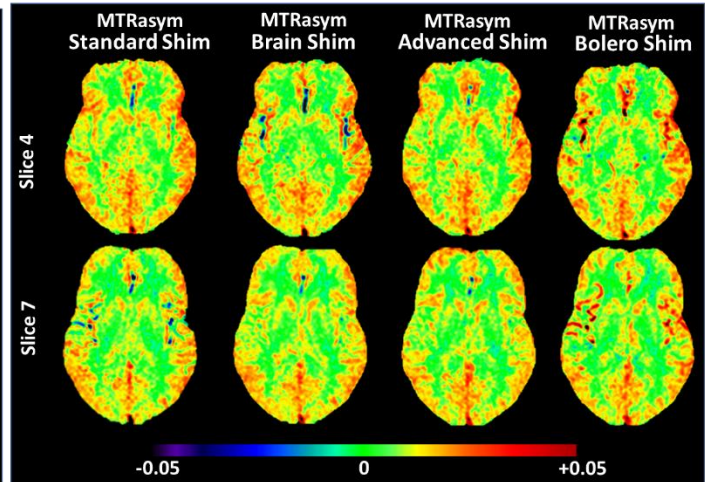 MTRasym MTRasym MTRasym MTRasym
Standard Shim Brain Shim Advanced Shim Bolero Shim
Slice 4
Slice 7
-0.05 0 +0.05